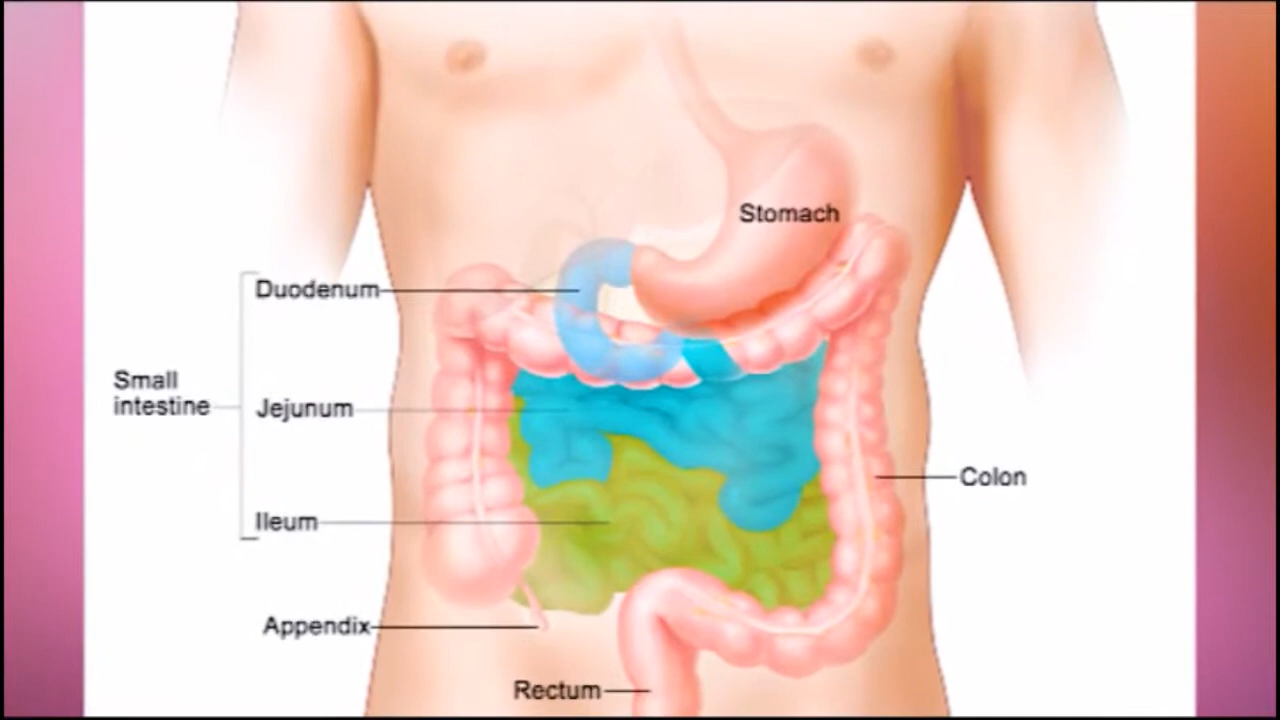 Stomach
Duodenum
Small
intestine
Jejunum
Colon
Ileum
Appendix
Rectum